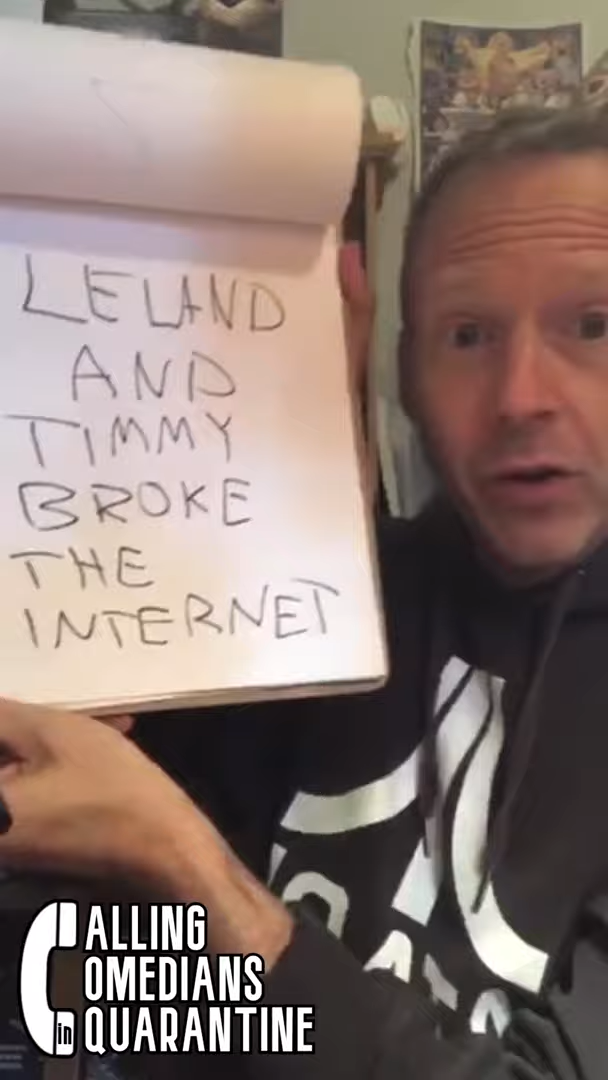 LELAND
AND
TIMMY
BROKE
THE
INTERNET
CALLING
COMEDIANS
in QUARANTINE